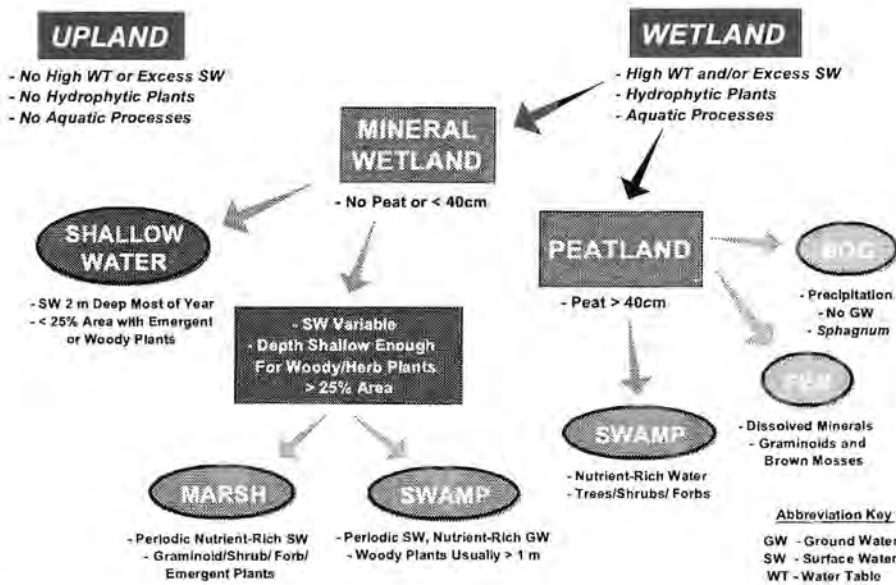 UPLAND
- No High WT or Excess SW
- No Hydrophytic Plants
- No Aquatic Processes
WETLAND
- High WT and/or Excess SW
- Hydrophytic Plants
- Aquatic Processes
MINERAL
WETLAND
- No Peat or < 40cm
SHALLOW
WATER
- SW 2 m Deep Most of Year
- < 25% Area with Emergent
or Woody Plants
PEATLAND
- Peat > 40cm
BOG
- Precipitation
- No GW
- Sphagnum
- SW Variable
- Depth Shallow Enough
For Woody/Herb Plants
> 25% Area
FEN
- Dissolved Minerals
- Graminoids and
Brown Mosses
SWAMP
- Nutrient-Rich Water
- Trees/Shrubs/ Forbs
MARSH
- Periodic Nutrient-Rich SW
- Graminoid/Shrub/ Forb/
Emergent Plants
SWAMP
- Periodic SW, Nutrient-Rich GW
- Woody Plants Usually > 1 m
Abbreviation Key
GW - Ground Water
SW - Surface Water
WT - Water Table